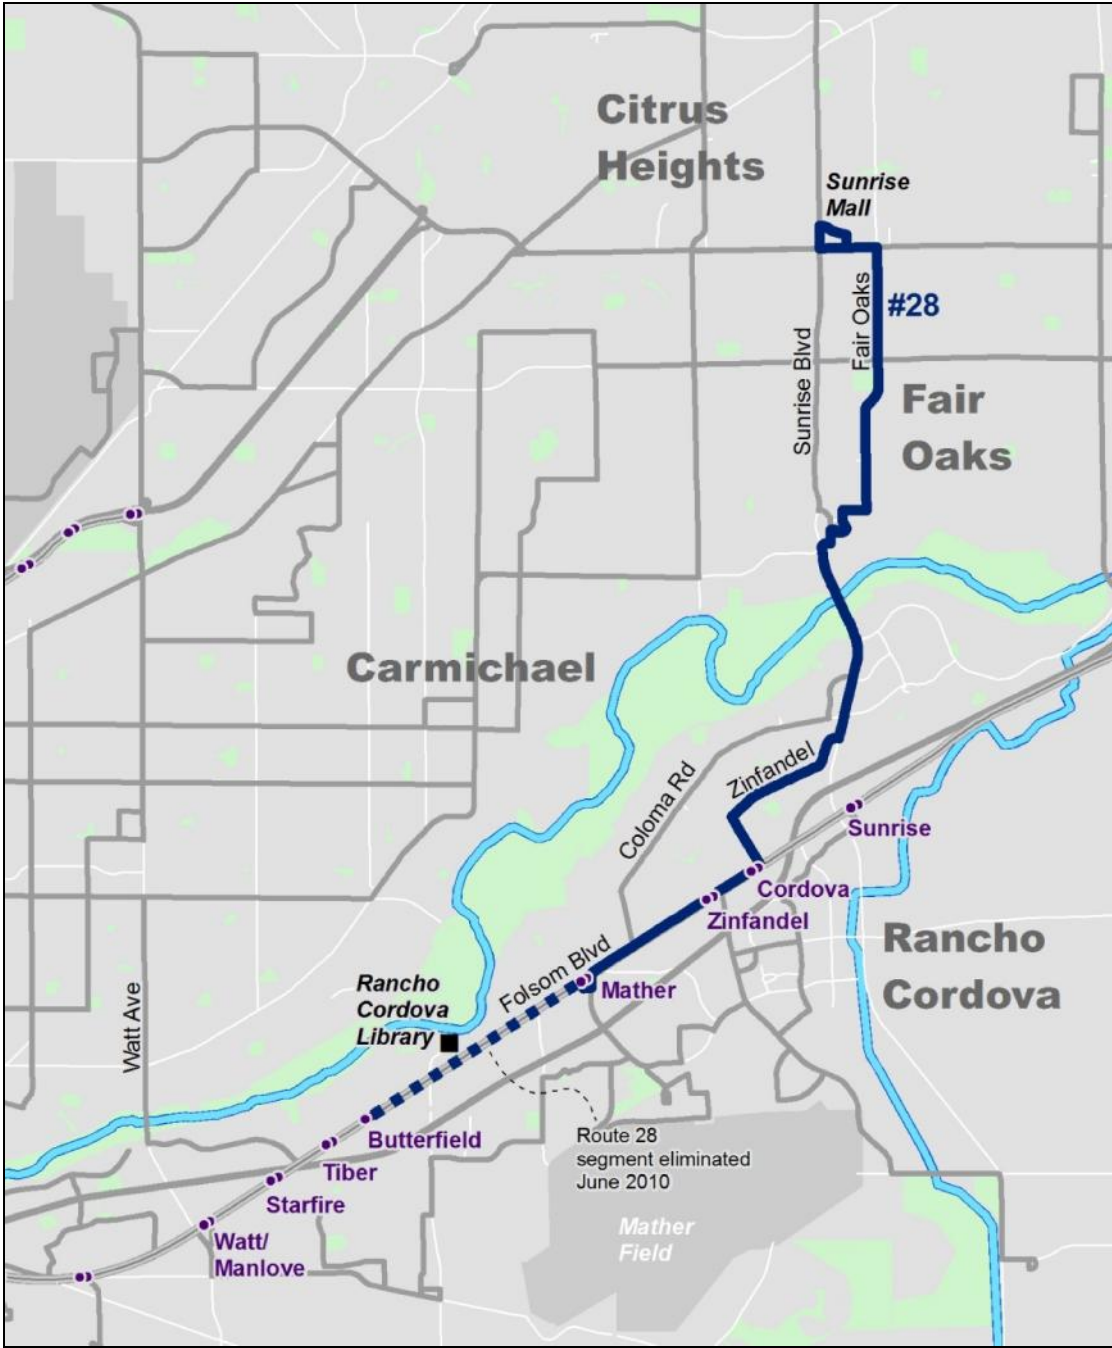 Citrus
Heights
Sunrise
Mall
#28
Fair Oaks
Sunrise Blvd
Fair
Oaks
Carmichael
Zinfandel
Coloma Rd
Sunrise
Cordova
Zinfandel
Folsom Blvd
Mather
Rancho
Cordova
Rancho
Cordova
Library
Watt Ave
Butterfield
Tiber
Starfire
Watt/
Manlove
Route 28
segment eliminated
June 2010
Mather
Field